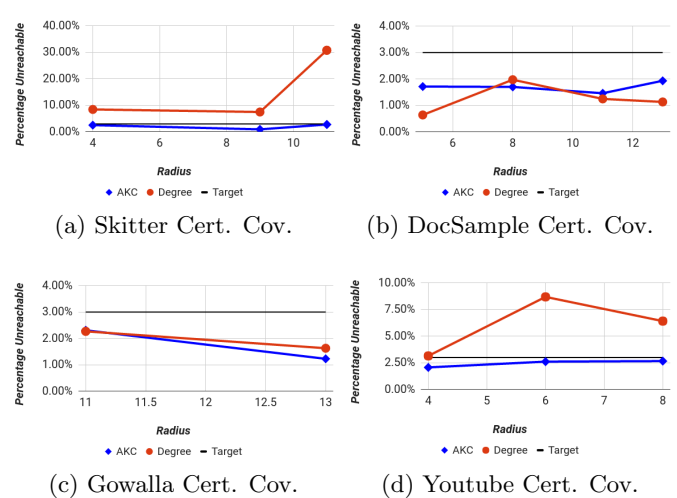 Percentage Unreachable
40.00%
30.00%
20.00%
10.00%
0.00%
4 6 8 10
Radius
AKC Degree Target
(a) Skitter Cert. Cov.
Percentage Unreachable
4.00%
3.00%
2.00%
1.00%
0.00%
6 8 10 12
Radius
AKC Degree Target
(b) DocSample Cert. Cov.
Percentage Unreachable
4.00%
3.00%
2.00%
1.00%
0.00%
11 11.5 12 12.5 13
Radius
AKC Degree Target
(c) Gowalla Cert. Cov.
Percentage Unreachable
10.00%
7.50%
5.00%
2.50%
0.00%
4 5 6 7 8
Radius
AKC Degree Target
(d) Youtube Cert. Cov.